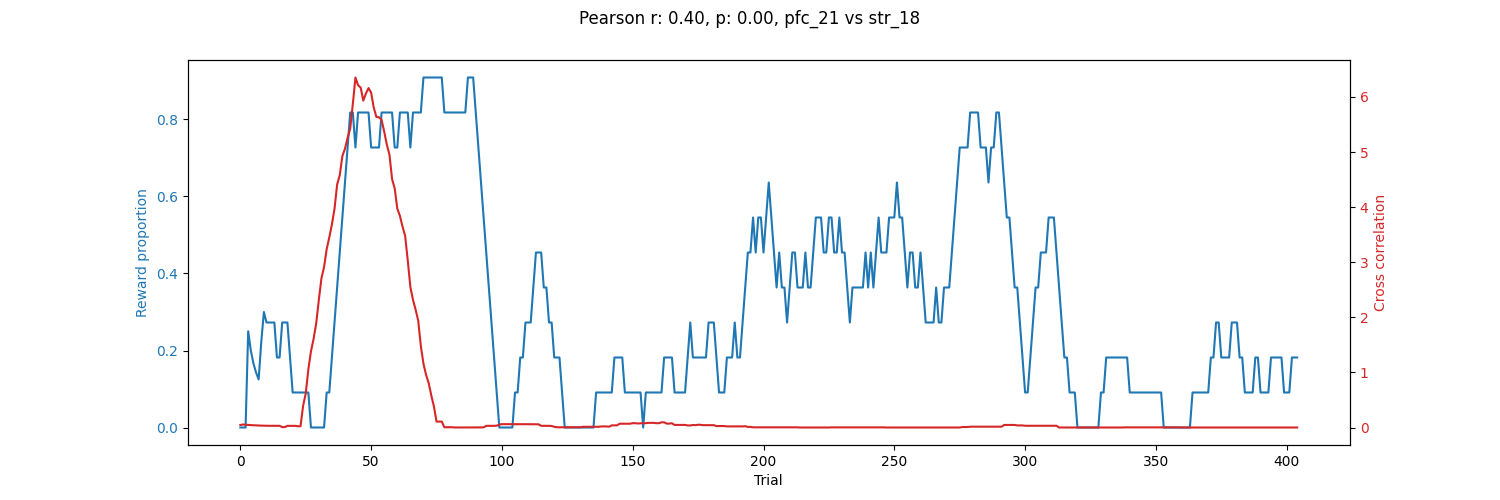 Pearson r: 0.40, p: 0.00, pfc_21 vs str_18
Reward proportion
0.8
0.6
0.4
0.2
0.0
6
5
4
3
2
1
0
Cross correlation
0 50 100 150 200 250 300 350 400
Trial